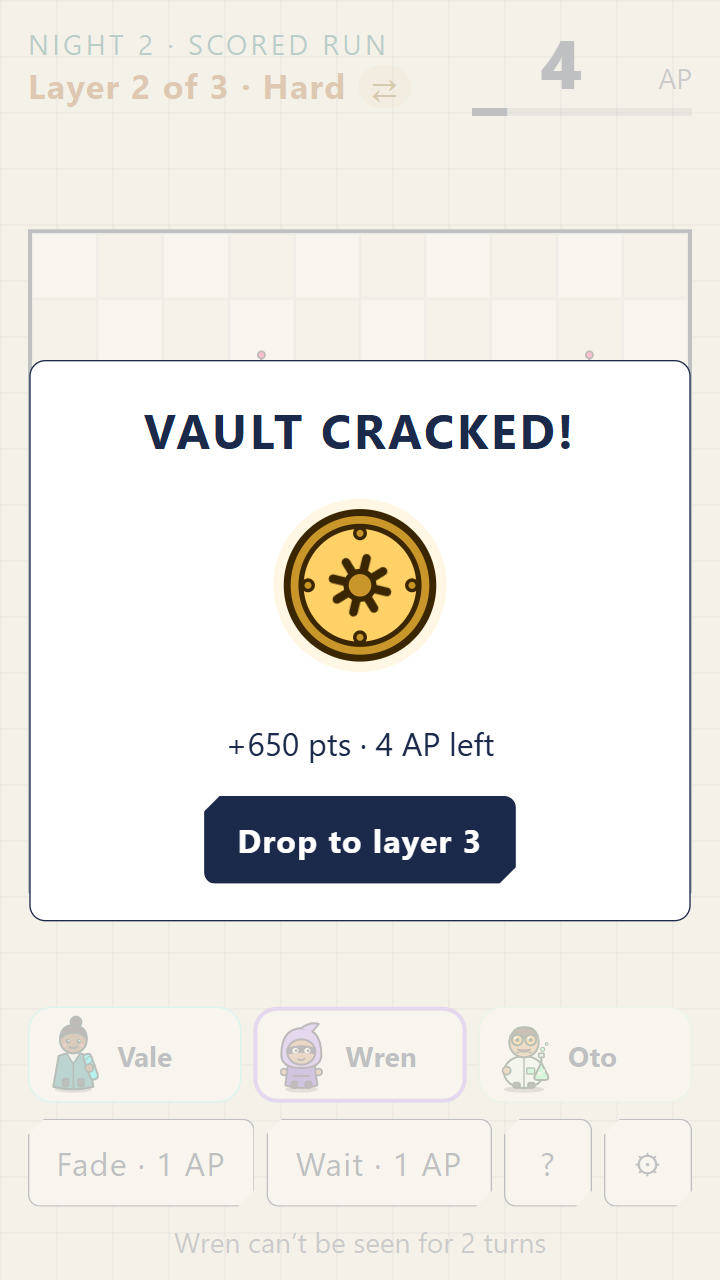 NIGHT 2 · SCORED RUN
Layer 2 of 3 · Hard ⇄
4 AP
VAULT CRACKED!
+650 pts · 4 AP left
Drop to layer 3
Vale
Wren
Oto
Fade · 1 AP
Wait · 1 AP
?
Wren can’t be seen for 2 turns